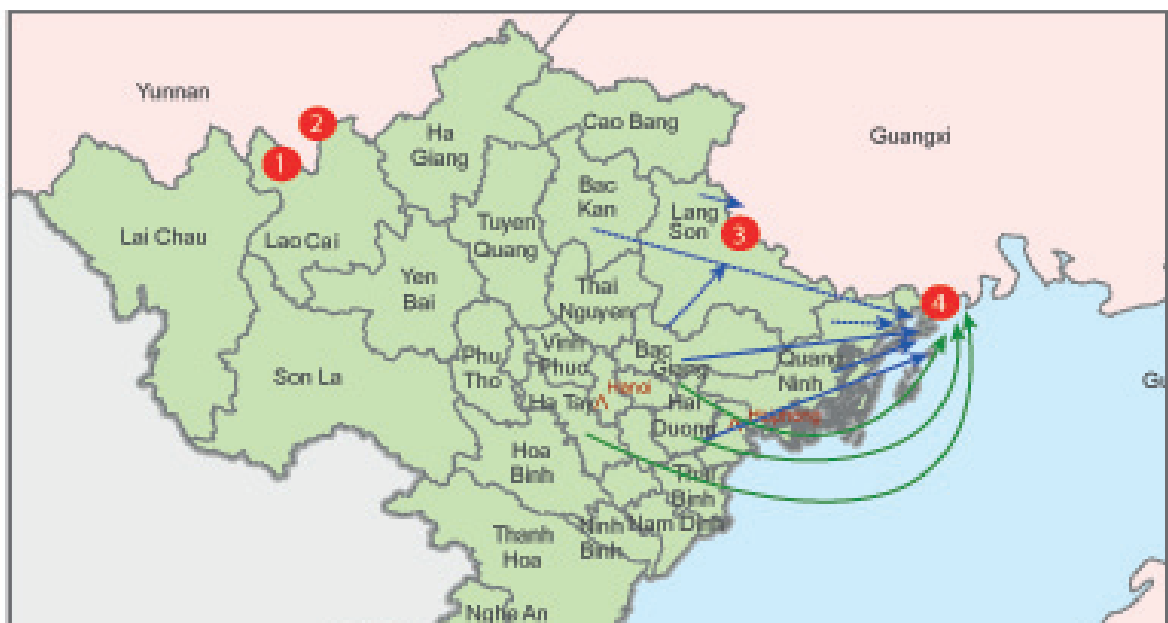 Yunnan
2
Ha
Giang
Cao Bang
Guangxi
1
Bac
Kan
Lang
Son
3
Lai Chau
Lao Cai
Tuyen
Quang
Yen
Bai
Thai
Nguyen
4
Vinh
Phuc
Bac
Giang
Quang
Ninh
Phu
Tho
Son La
Hanoi
Ha Tay
Hai
Duong
Hoa
Binh
Thai
Binh
Nam Dinh
Ninh
Binh
Thanh
Hoa
Nghe An